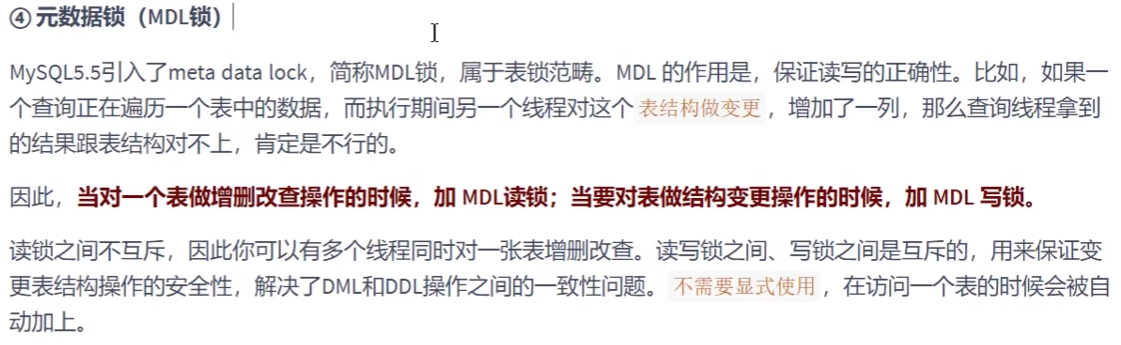 ④ 元数据锁（MDL锁）
MySQL5.5引入了meta data lock，简称MDL锁，属于表锁范畴。MDL 的作用是，保证读写的正确性。比如，如果一
个查询正在遍历一个表中的数据，而执行期间另一个线程对这个 表结构做变更 ，增加了一列，那么查询线程拿到
的结果跟表结构对不上，肯定是不行的。
因此，当对一个表做增删改查操作的时候，加 MDL读锁；当要对表做结构变更操作的时候，加 MDL 写锁。
读锁之间不互斥，因此你可以有多个线程同时对一张表增删改查。读写锁之间、写锁之间是互斥的，用来保证变
更表结构操作的安全性，解决了DML和DDL操作之间的一致性问题。 不需要显式使用 ，在访问一个表的时候会被自
动加上。